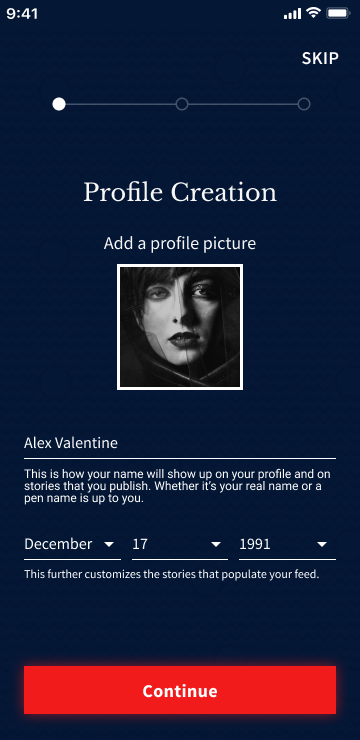 9:41
SKIP
Profile Creation
Add a profile picture
Alex Valentine
This is how your name will show up on your profile and on
stories that you publish. Whether it's your real name or a
pen name is up to you.
December 17 1991
This further customizes the stories that populate your feed.
Continue